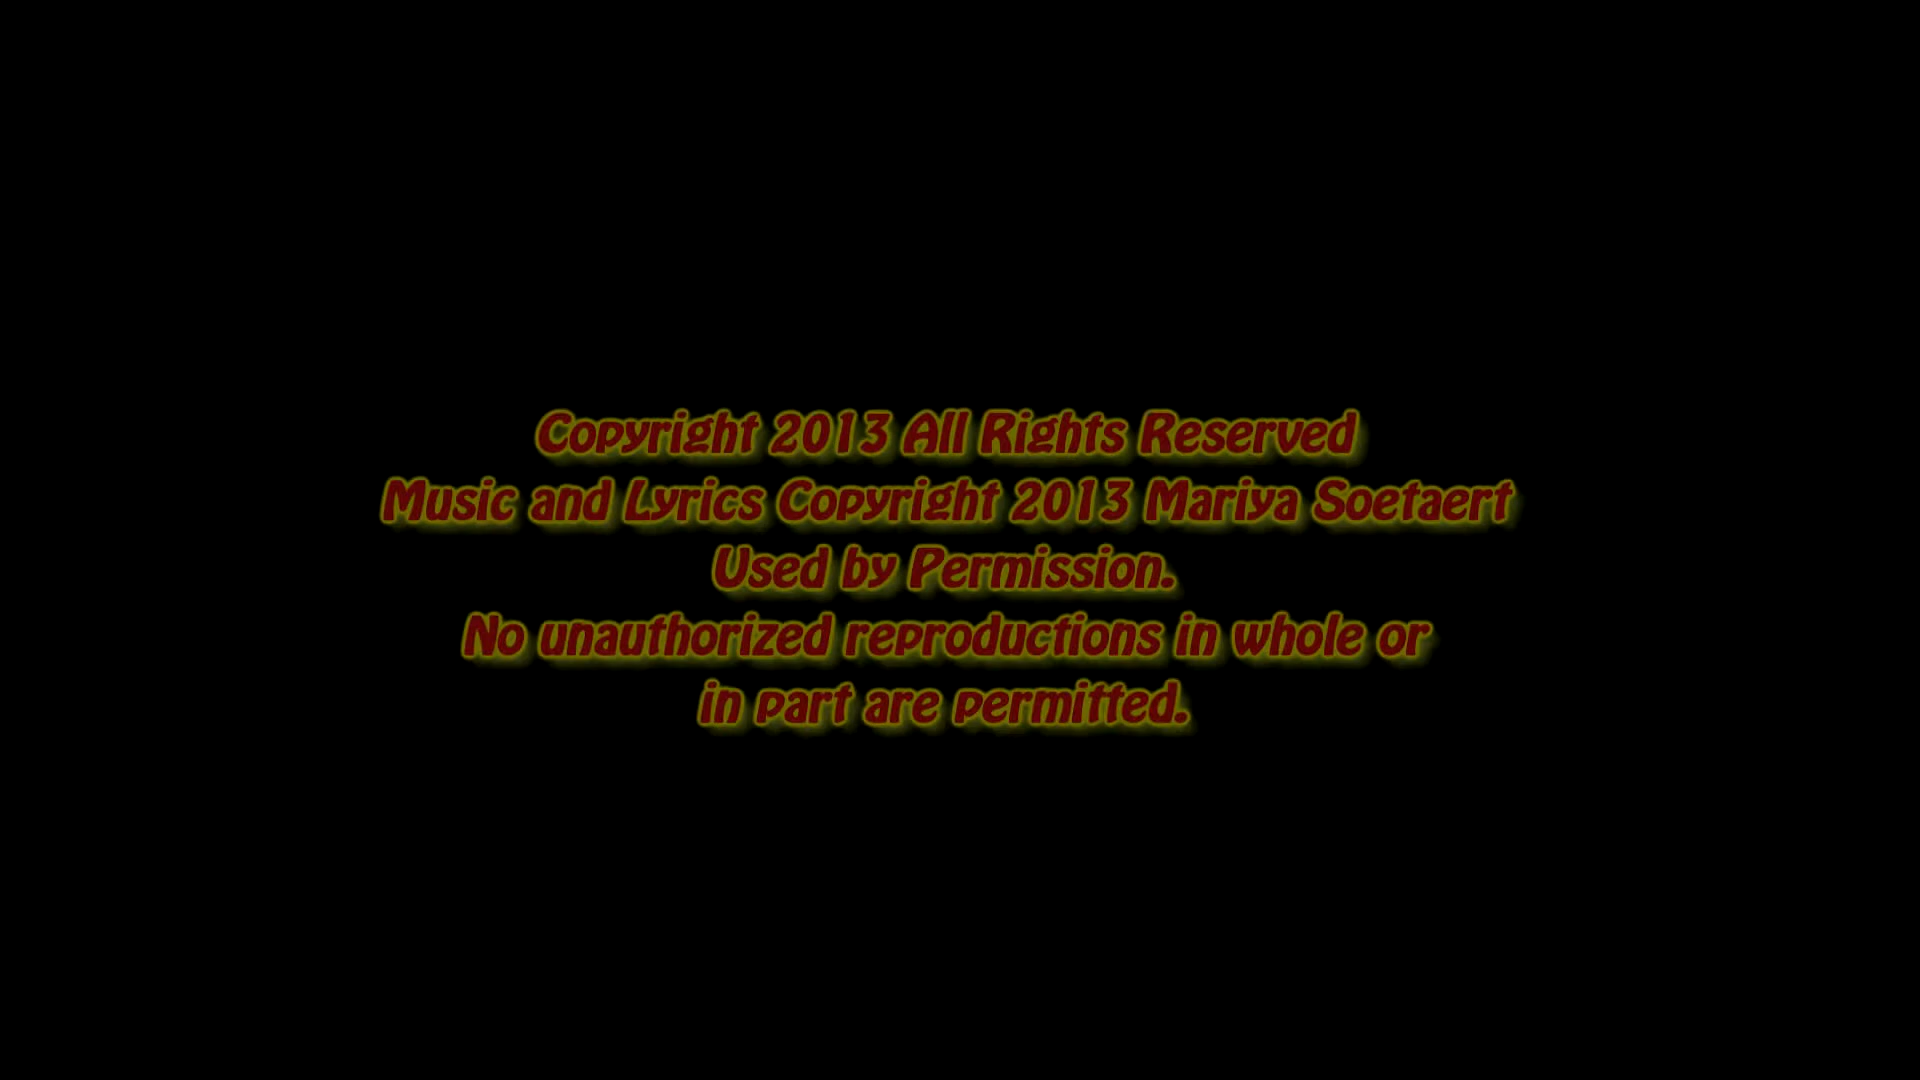 Copyright 2013 All Rights Reserved
Music and Lyrics Copyright 2013 Mariya Soetaert
Used by Permission.
No unauthorized reproductions in whole or
in part are permitted.